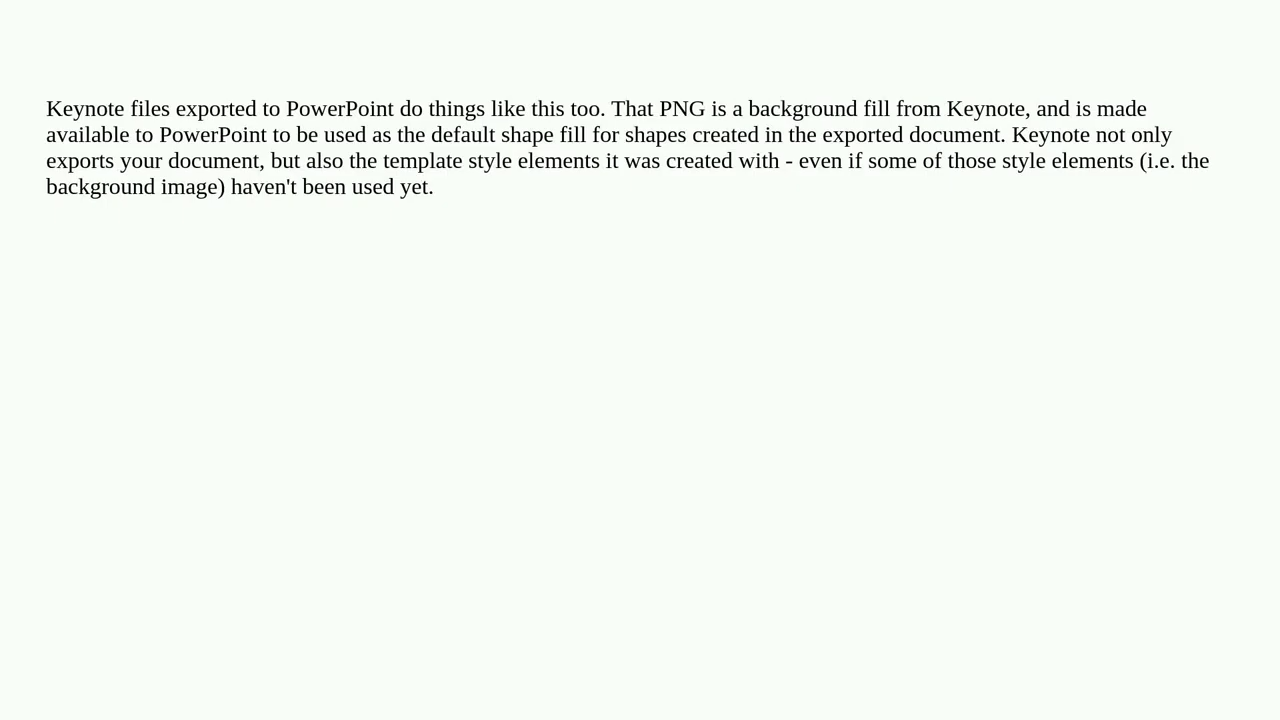 Keynote files exported to PowerPoint do things like this too. That PNG is a background fill from Keynote, and is made
available to PowerPoint to be used as the default shape fill for shapes created in the exported document. Keynote not only
exports your document, but also the template style elements it was created with - even if some of those style elements (i.e. the
background image) haven't been used yet.